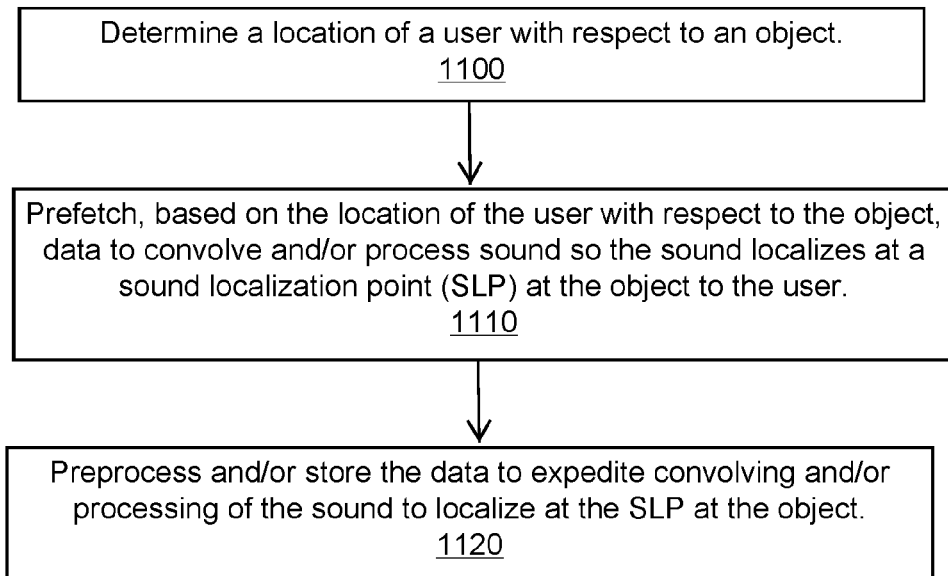 Determine a location of a user with respect to an object.
1100
Prefetch, based on the location of the user with respect to the object,
data to convolve and/or process sound so the sound localizes at a
sound localization point (SLP) at the object to the user.
1110
Preprocess and/or store the data to expedite convolving and/or
processing of the sound to localize at the SLP at the object.
1120